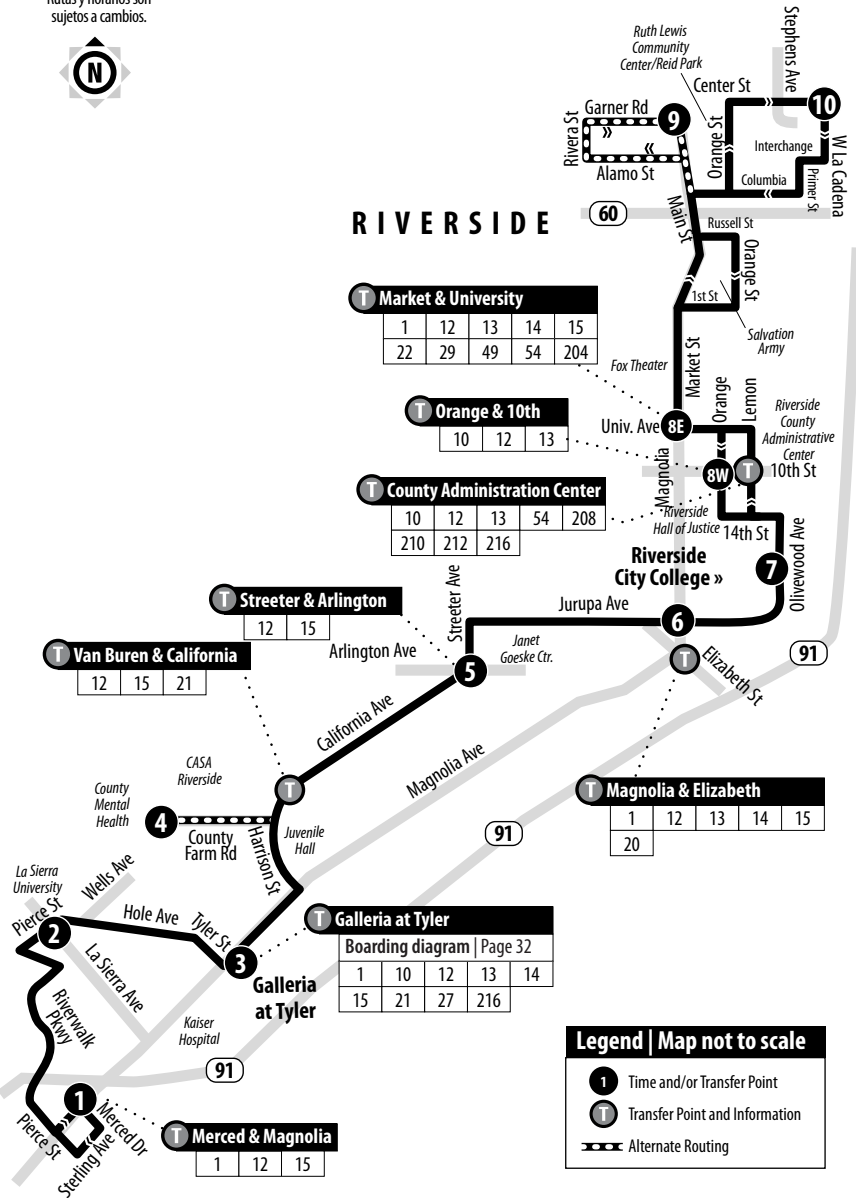 Rutas y horarios son
sujetos a cambios.
N
Ruth Lewis
Community
Center/Reid Park
Stephens Ave
Center St
10
Garner Rd
9
Rivera St
»
«
Alamo St
Orange St
Interchange
W La Cadena
Columbia
Primer St
60
Main St
RIVERSIDE
Russell St
Orange St
1st St
Salvation
Army
T Market & University
1 12 13 14 15
22 29 49 54 204
Fox Theater
Market St
Orange
Lemon
T Orange & 10th
10 12 13
Univ. Ave
8E
Riverside
County
Administrative
Center
Magnolia
8W
T
10th St
T County Administration Center
10 12 13 54 208
210 212 216
Riverside
Hall of Justice
14th St
Riverside
City College »
7
Olivewood Ave
T Streeter & Arlington
12 15
Streeter Ave
Jurupa Ave
6
Arlington Ave
Janet
Goeske Ctr.
5
T
Elizabeth St
91
T Van Buren & California
12 15 21
California Ave
Magnolia Ave
CASA
Riverside
County
Mental
Health
T
4
County
Farm Rd
Harrison St
Juvenile
Hall
91
T Magnolia & Elizabeth
1 12 13 14 15
20
La Sierra
University
Wells Ave
Pierce St
2
Hole Ave
Tyler St
3
Galleria
at Tyler
T Galleria at Tyler
Boarding diagram | Page 32
1 10 12 13 14
15 21 27 216
La Sierra Ave
Riverwalk
Pkwy
Kaiser
Hospital
91
1
Merced Dr
Pierce St
Sterling Ave
T Merced & Magnolia
1 12 15
Legend | Map not to scale
1 Time and/or Transfer Point
T Transfer Point and Information
Alternate Routing